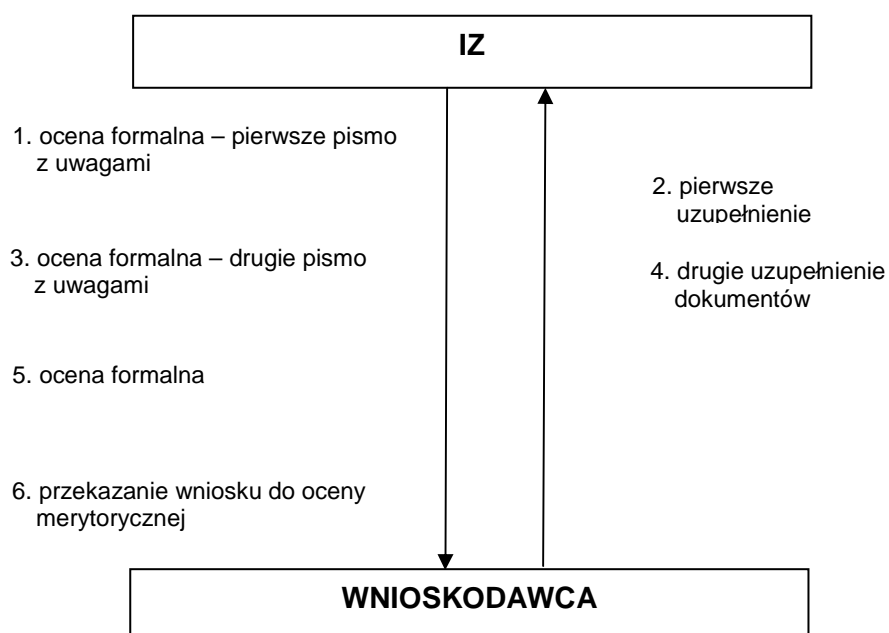 IZ
1. ocena formalna – pierwsze pismo
z uwagami
2. pierwsze
uzupełnienie
3. ocena formalna – drugie pismo
z uwagami
4. drugie uzupełnienie
dokumentów
5. ocena formalna
6. przekazanie wniosku do oceny
merytorycznej
WNIOSKODAWCA